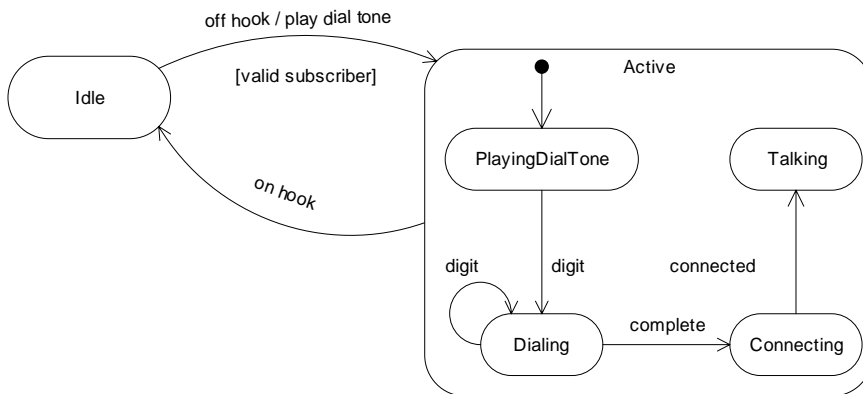 off hook / play dial tone
[valid subscriber]
Active
Idle
PlayingDialTone
Talking
on hook
digit
digit
connected
complete
Dialing
Connecting